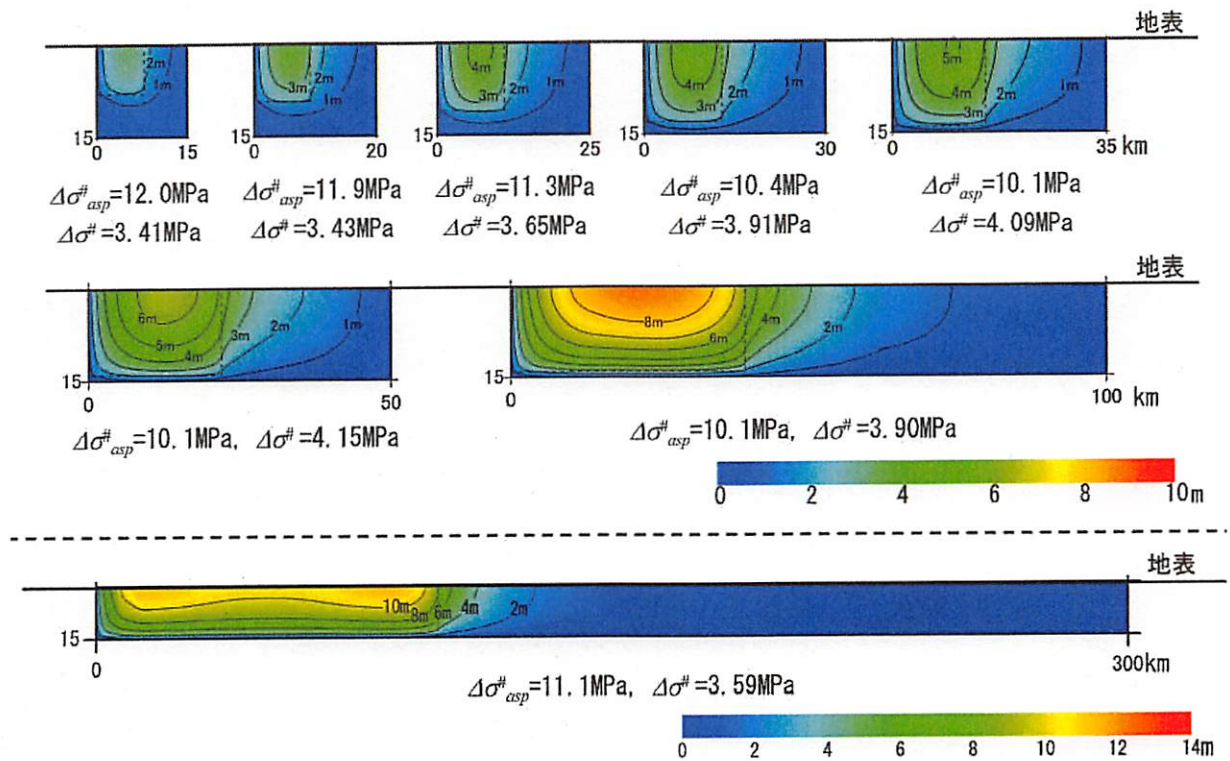 地表
2m
1m
15
0
15
3m
2m
1m
15
0
20
4m
3m
2m
1m
15
0
25
4m
3m
2m
1m
15
0
30
5m
4m
3m
2m
1m
15
0
35 km
Δσ#asp=12.0MPa
Δσ#=3.41MPa
Δσ#asp=11.9MPa
Δσ#=3.43MPa
Δσ#asp=11.3MPa
Δσ#=3.65MPa
Δσ#asp=10.4MPa
Δσ#=3.91MPa
Δσ#asp=10.1MPa
Δσ#=4.09MPa
地表
6m
5m
4m
3m
2m
1m
15
0
50
8m
6m
4m
2m
15
0
100 km
Δσ#asp=10.1MPa, Δσ#=4.15MPa
Δσ#asp=10.1MPa, Δσ#=3.90MPa
0 2 4 6 8 10m
地表
10m 8m 6m 4m 2m
15
0
300km
Δσ#asp=11.1MPa, Δσ#=3.59MPa
0 2 4 6 8 10 12 14m